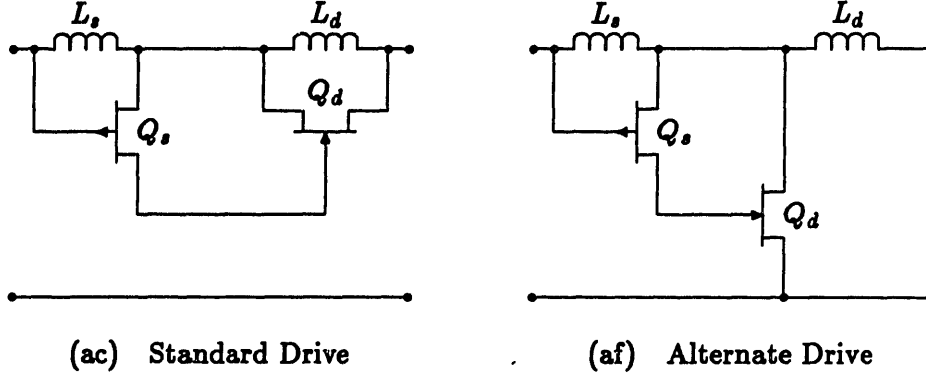 L_s L_d L_s L_d
Q_d
Q_s Q_s
Q_d
(ac) Standard Drive (af) Alternate Drive